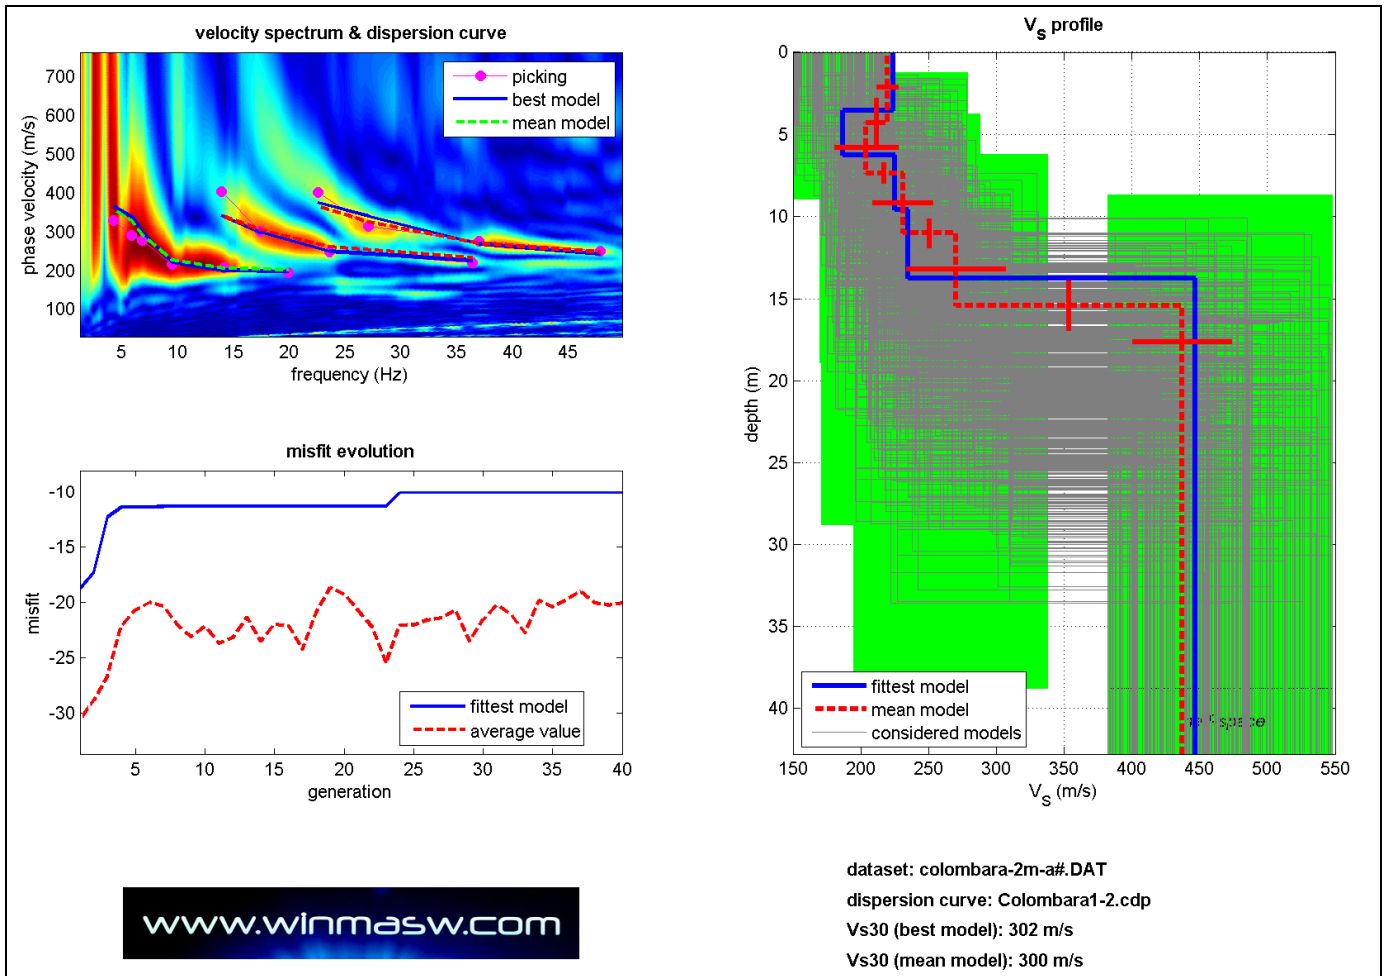 velocity spectrum & dispersion curve
phase velocity (m/s)
700
600
500
400
300
200
100
picking
best model
mean model
5 10 15 20 25 30 35 40 45
frequency (Hz)
misfit evolution
misfit
-10
-15
-20
-25
-30
fittest model
average value
5 10 15 20 25 30 35 40
generation
www.winmasw.com
VS profile
depth (m)
0
5
10
15
20
25
30
35
40
fittest model
mean model
considered models
space
150 200 250 300 350 400 450 500 550
VS (m/s)
dataset: colombara-2m-a#.DAT
dispersion curve: Colombara1-2.cdp
Vs30 (best model): 302 m/s
Vs30 (mean model): 300 m/s